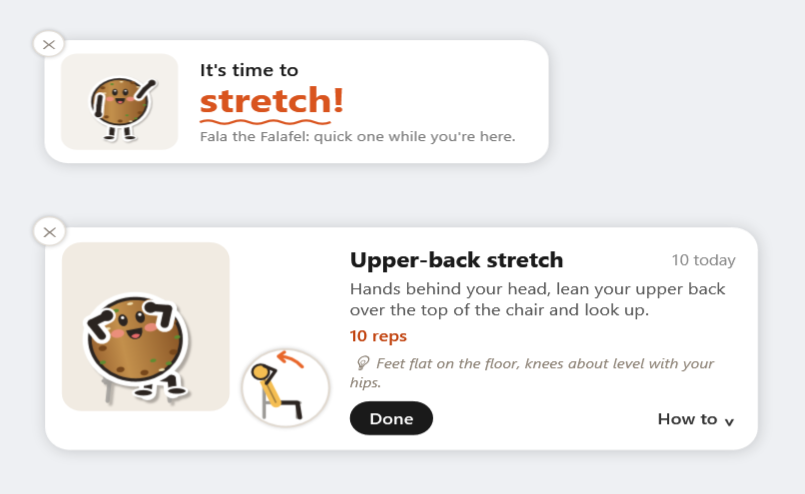 It's time to
stretch!
Fala the Falafel: quick one while you're here.
Upper-back stretch
10 today
Hands behind your head, lean your upper back
over the top of the chair and look up.
10 reps
Feet flat on the floor, knees about level with your
hips.
Done
How to